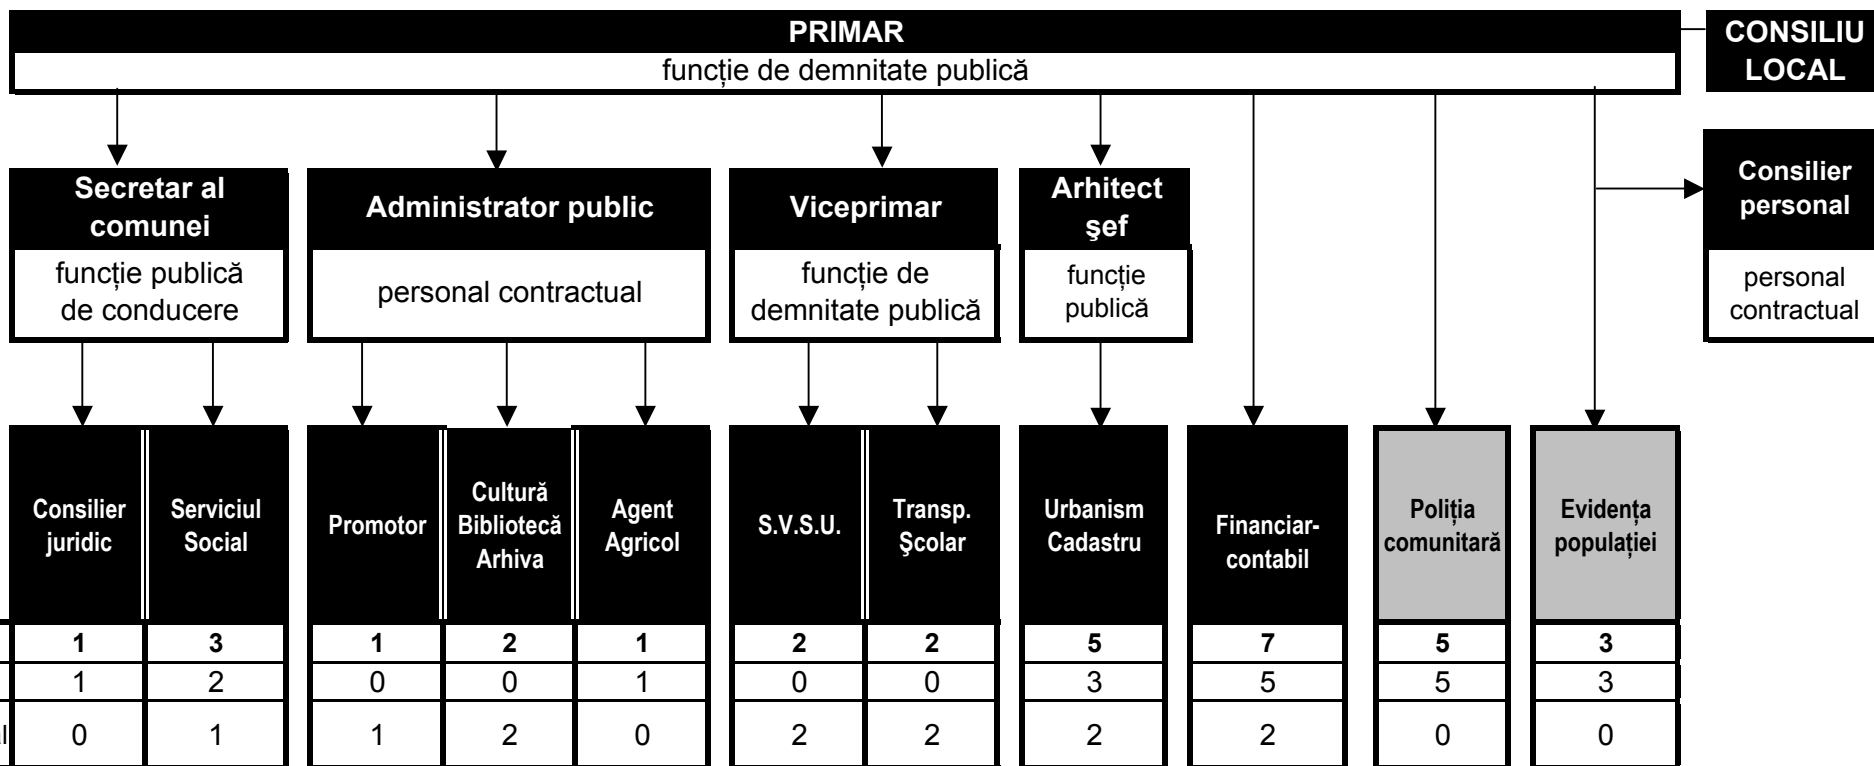 PRIMAR
funcție de demnitate publică
CONSILIU
LOCAL
Secretar al
comunei
funcție publică
de conducere
Administrator public
personal contractual
Viceprimar
funcție de
demnitate publică
Arhitect
şef
funcție
publică
Consilier
personal
personal
contractual
Consilier
juridic
Serviciul
Social
Promotor
Cultură
Bibliotecă
Arhiva
Agent
Agricol
S.V.S.U.
Transp.
Şcolar
Urbanism
Cadastru
Financiar-
contabil
Poliția
comunitară
Evidența
populației
1 3 1 2 1 2 2 5 7 5 3
1 2 0 0 1 0 0 3 5 5 3
0 1 1 2 0 2 2 2 2 0 0